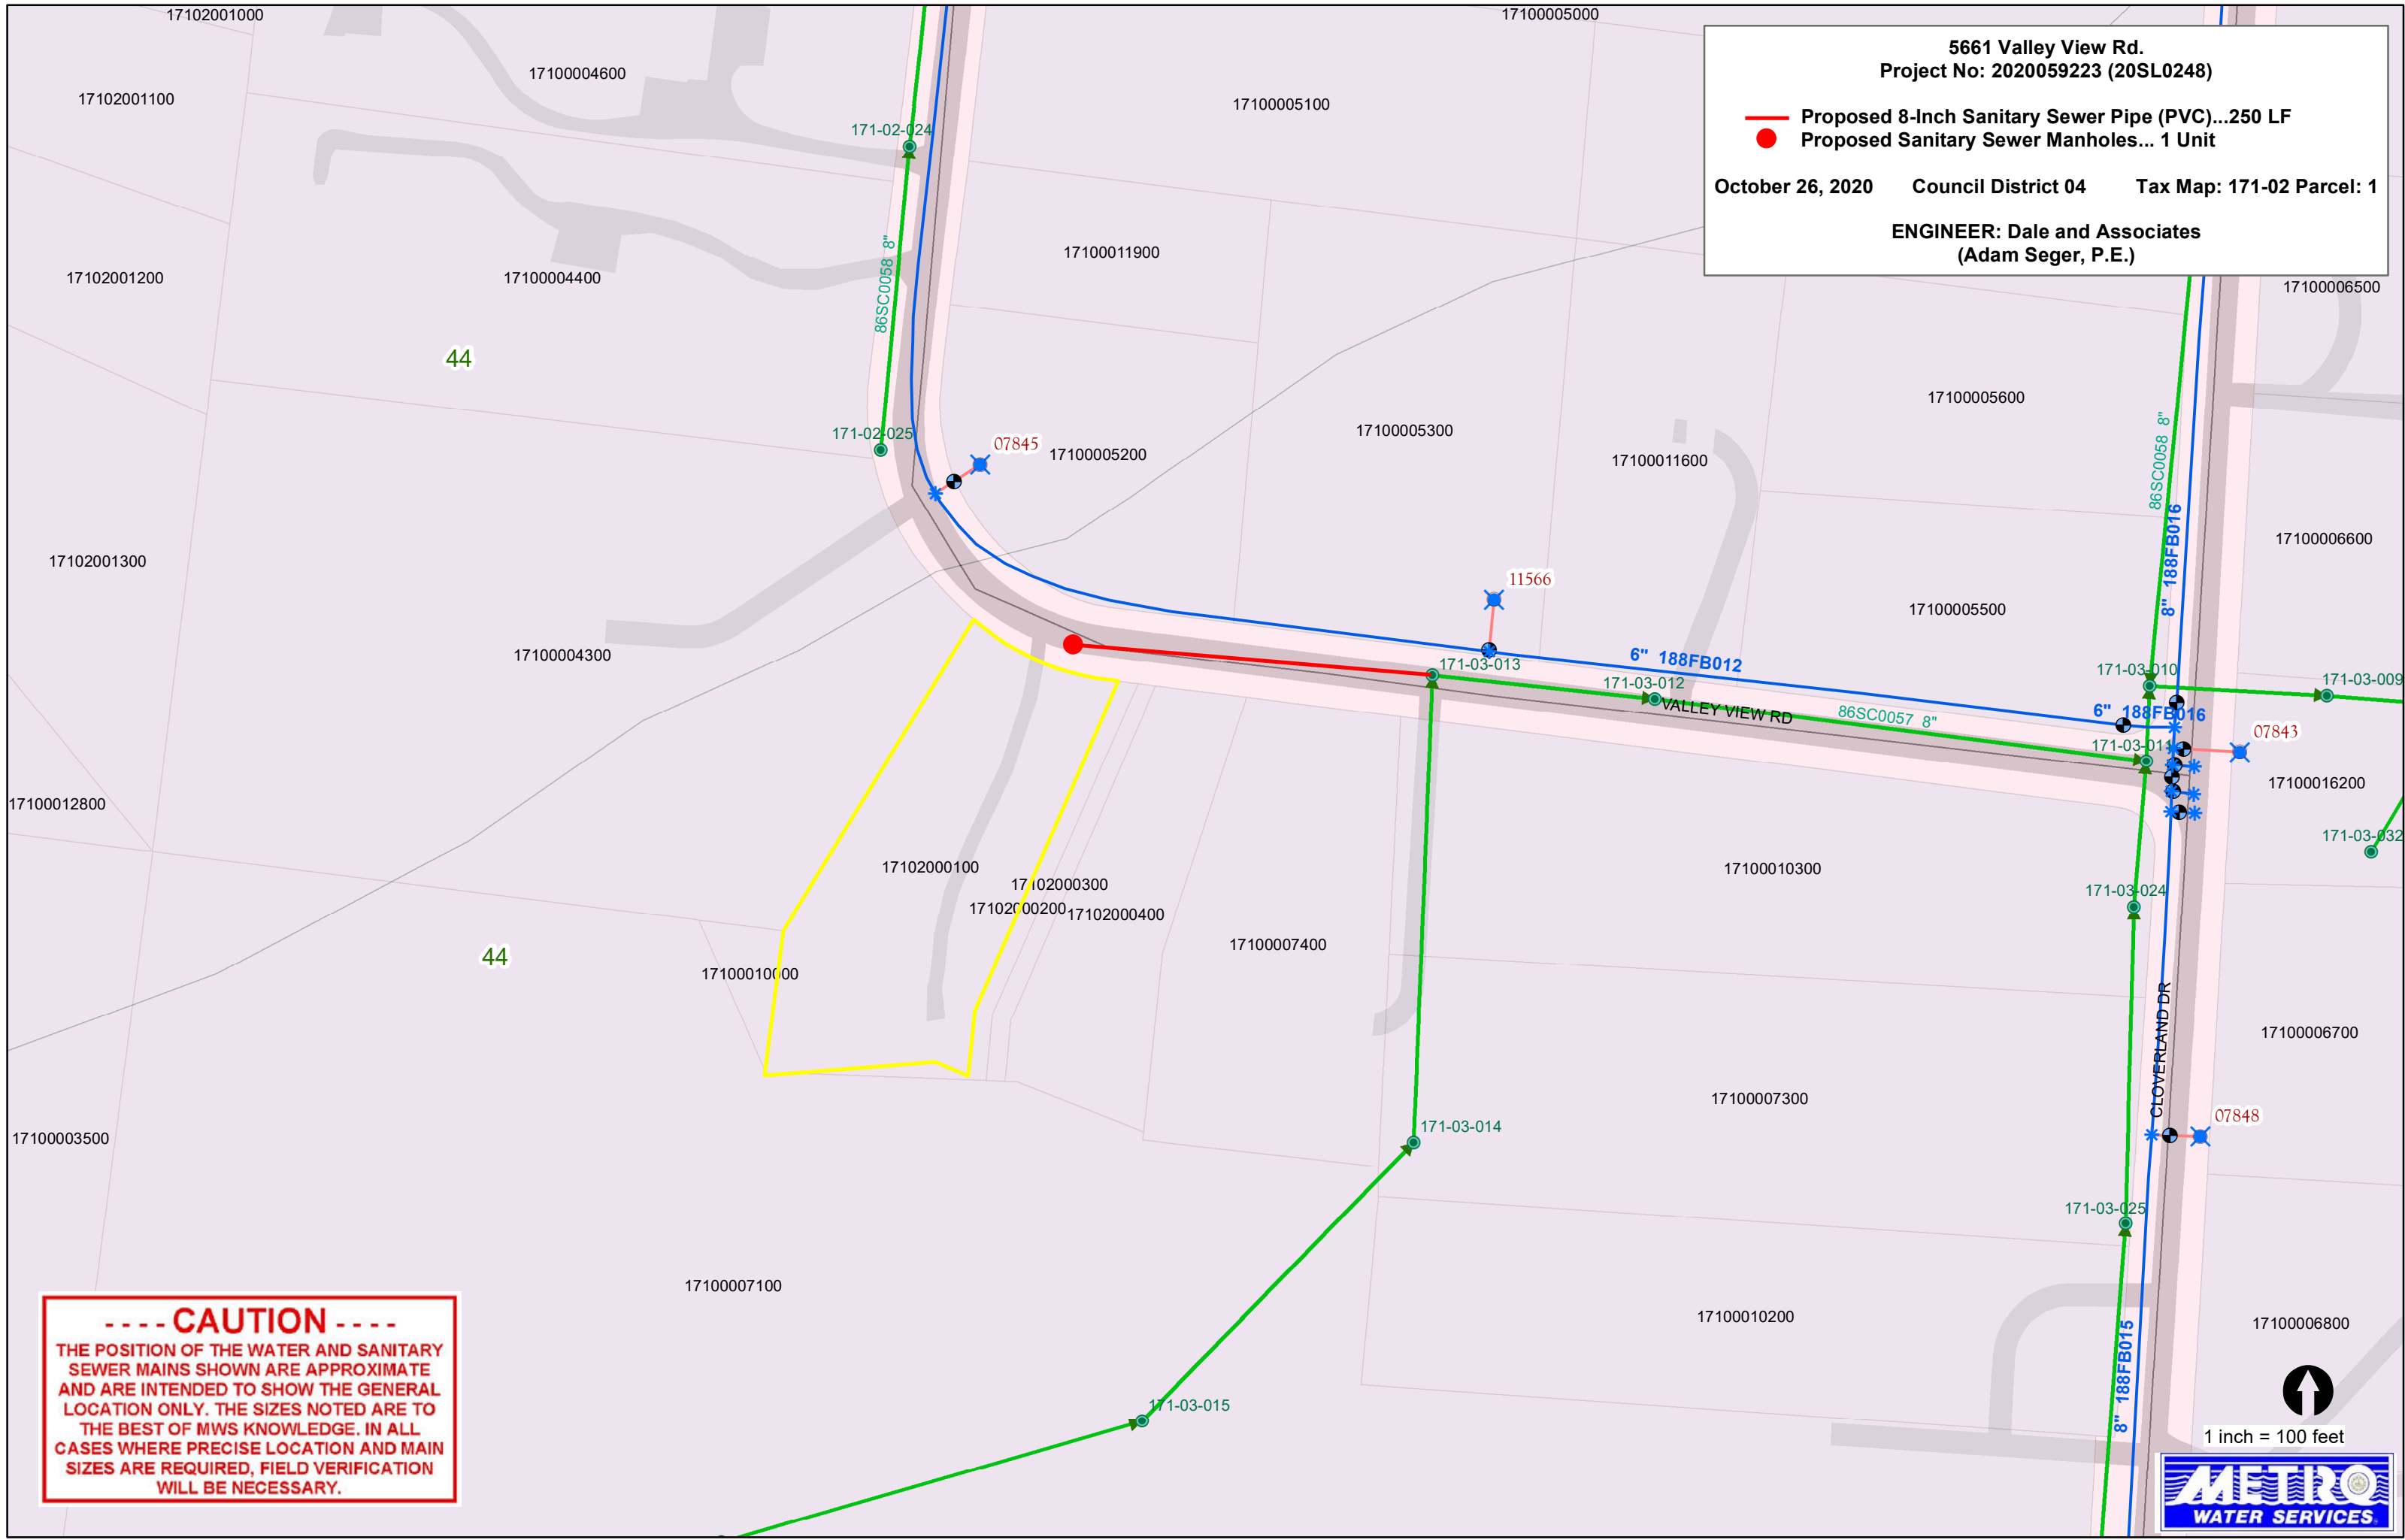 17102001000
17100005000
5661 Valley View Rd.
Project No: 2020059223 (20SL0248)
Proposed 8-Inch Sanitary Sewer Pipe (PVC)...250 LF
Proposed Sanitary Sewer Manholes... 1 Unit
October 26, 2020 Council District 04 Tax Map: 171-02 Parcel: 1
ENGINEER: Dale and Associates
(Adam Seger, P.E.)
17100004600
17102001100
17100005100
171-02-024
17100011900
17102001200
17100004400
86SC0058 8"
17100006500
44
17100005600
171-02-025
07845
17100005200
17100005300
17100011600
86SC0058 8"
8" 188FB016
17100006600
17102001300
11566
17100005500
17100004300
6" 188FB012
171-03-013
171-03-012
171-03-010
171-03-009
VALLEY VIEW RD
86SC0057 8"
6" 188FB016
07843
171-03-011
17100016200
17100012800
171-03-032
17102000100
17102000300
17102000200
17102000400
17100010300
171-03-024
17100007400
44
17100010000
CLOVERLAND DR
17100006700
17100007300
171-03-014
07848
17100003500
171-03-025
17100007100
17100010200
17100006800
8" 188FB015
171-03-015
- - - - CAUTION - - - -
THE POSITION OF THE WATER AND SANITARY
SEWER MAINS SHOWN ARE APPROXIMATE
AND ARE INTENDED TO SHOW THE GENERAL
LOCATION ONLY. THE SIZES NOTED ARE TO
THE BEST OF MWS KNOWLEDGE. IN ALL
CASES WHERE PRECISE LOCATION AND MAIN
SIZES ARE REQUIRED, FIELD VERIFICATION
WILL BE NECESSARY.
1 inch = 100 feet
METRO
WATER SERVICES